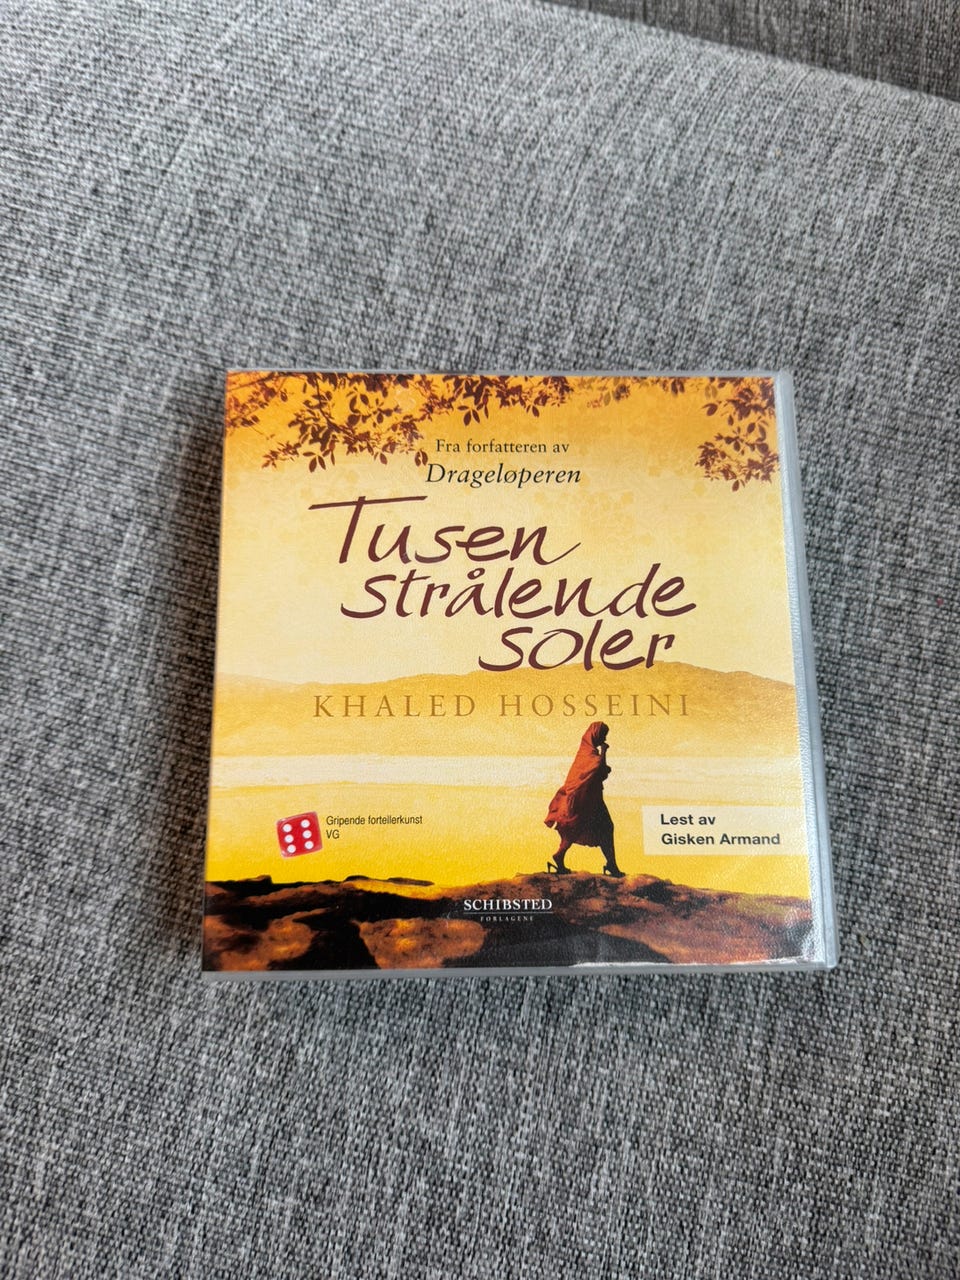 Fra forfatteren av
Drageløperen
Tusen
strålende
soler
KHALED HOSSEINI
Gripende fortellerkunst
VG
Lest av
Gisken Armand
SCHIBSTED
FORLAGENE